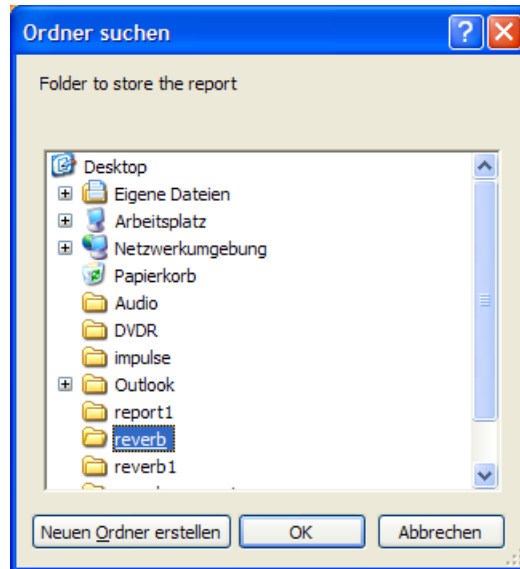 Ordner suchen
Folder to store the report
Desktop
Eigene Dateien
Arbeitsplatz
Netzwerkumgebung
Papierkorb
Audio
DVDR
impulse
Outlook
report1
reverb
reverb1
Neuen Ordner erstellen OK Abbrechen